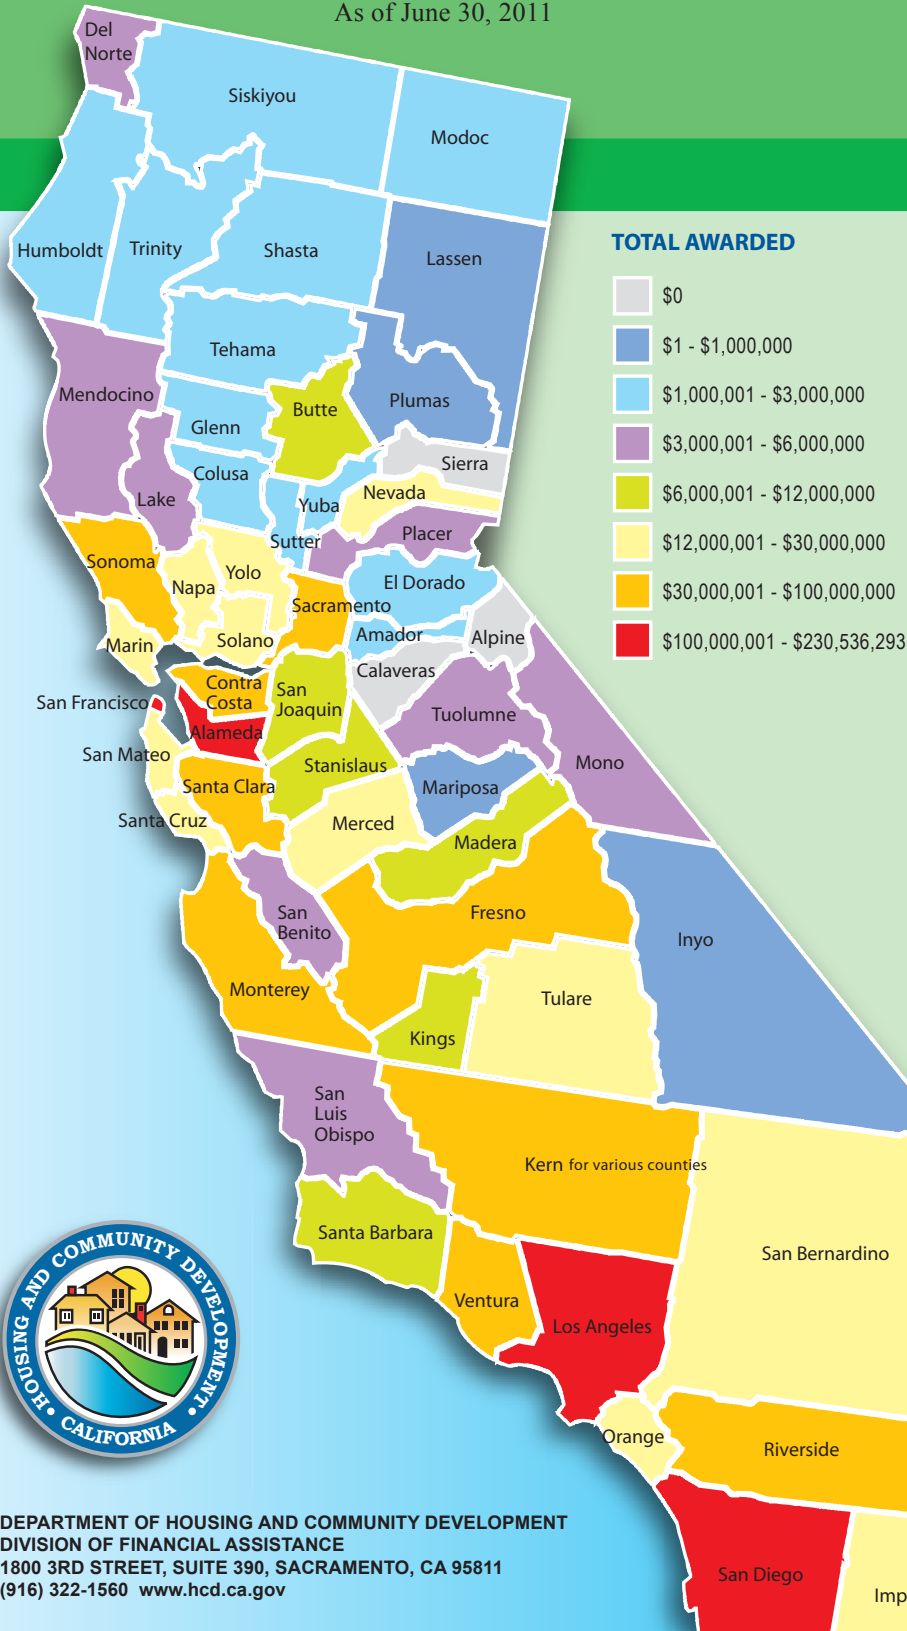 As of June 30, 2011
Del
Norte
Siskiyou
Modoc
Humboldt
Trinity
Shasta
Lassen
TOTAL AWARDED
$0
$1 - $1,000,000
$1,000,001 - $3,000,000
$3,000,001 - $6,000,000
$6,000,001 - $12,000,000
$12,000,001 - $30,000,000
$30,000,001 - $100,000,000
$100,000,001 - $230,536,293
Tehama
Mendocino
Butte
Plumas
Glenn
Colusa
Sierra
Lake
Yuba
Nevada
Sutter
Placer
Sonoma
Napa
Yolo
El Dorado
Sacramento
Marin
Solano
Amador
Alpine
Calaveras
Contra
Costa
San
Joaquin
San Francisco
Alameda
Tuolumne
San Mateo
Stanislaus
Mono
Santa Clara
Mariposa
Santa Cruz
Merced
Madera
San
Benito
Fresno
Inyo
Monterey
Tulare
Kings
San
Luis
Obispo
Kern for various counties
Santa Barbara
San Bernardino
Ventura
Los Angeles
Orange
Riverside
San Diego
Imp
HOUSING AND COMMUNITY DEVELOPMENT
CALIFORNIA
DEPARTMENT OF HOUSING AND COMMUNITY DEVELOPMENT
DIVISION OF FINANCIAL ASSISTANCE
1800 3RD STREET, SUITE 390, SACRAMENTO, CA 95811
(916) 322-1560 www.hcd.ca.gov